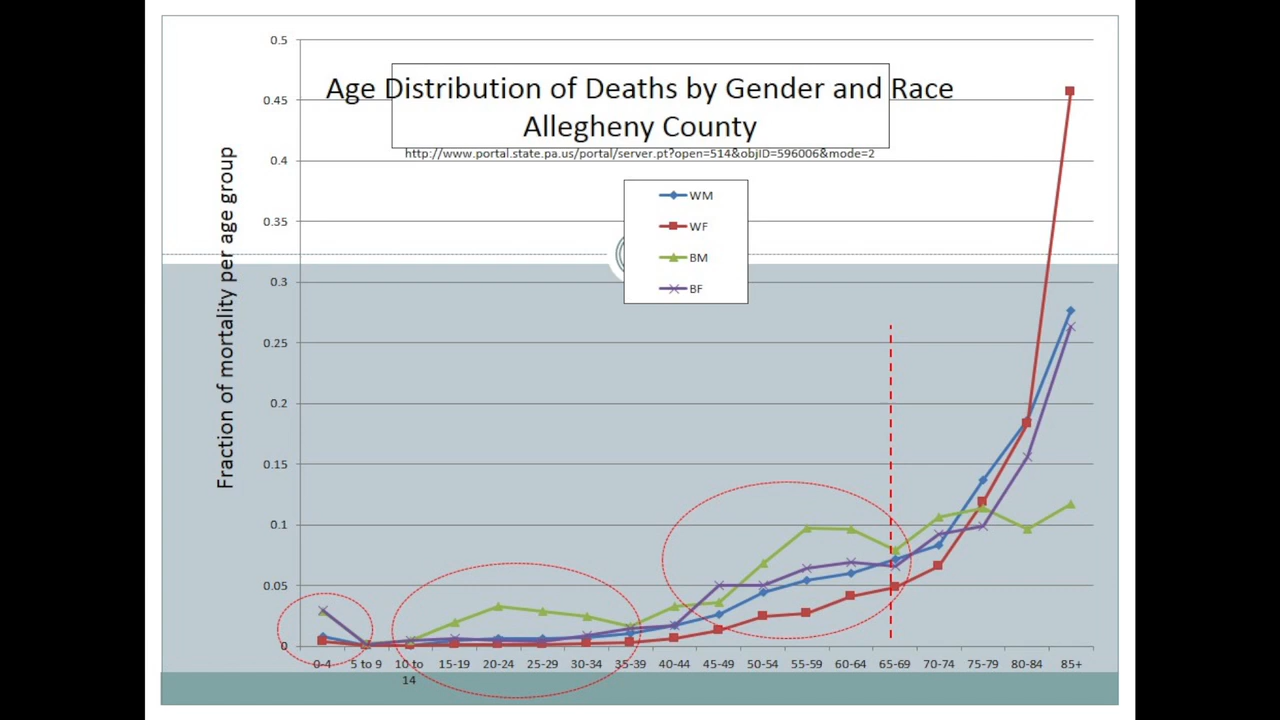 Age Distribution of Deaths by Gender and Race
Allegheny County
http://www.portal.state.pa.us/portal/server.pt?open=514&objID=596006&mode=2
Fraction of mortality per age group
0.5
0.45
0.4
0.35
0.3
0.25
0.2
0.15
0.1
0.05
0
WM
WF
BM
BF
0-4 5 to 9 10 to 15-19 20-24 25-29 30-34 35-39 40-44 45-49 50-54 55-59 60-64 65-69 70-74 75-79 80-84 85+
14